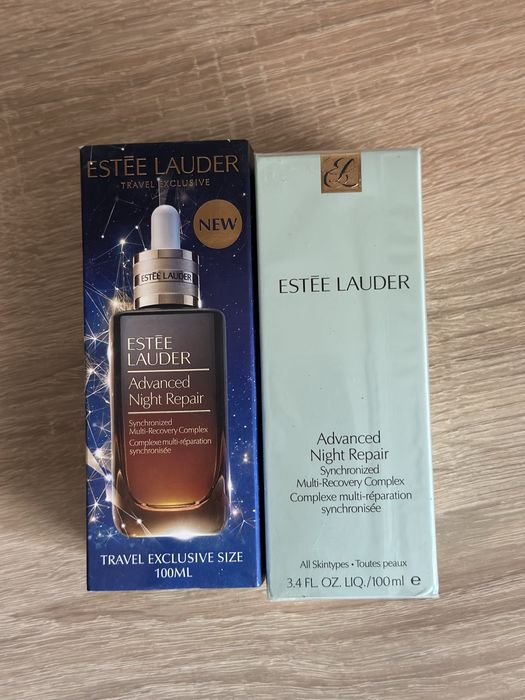 ESTĒE LAUDER
TRAVEL EXCLUSIVE
NEW
ESTĒE LAUDER
ESTĒE
LAUDER
Advanced
Night Repair
Synchronized
Multi-Recovery Complex
Complexe multi-réparation
synchronisée
TRAVEL EXCLUSIVE SIZE
100ML
EL
ESTĒE LAUDER
Advanced
Night Repair
Synchronized
Multi-Recovery Complex
Complexe multi-réparation
synchronisée
All Skintypes • Toutes peaux
3.4 FL. OZ. LIQ./100 ml ℮